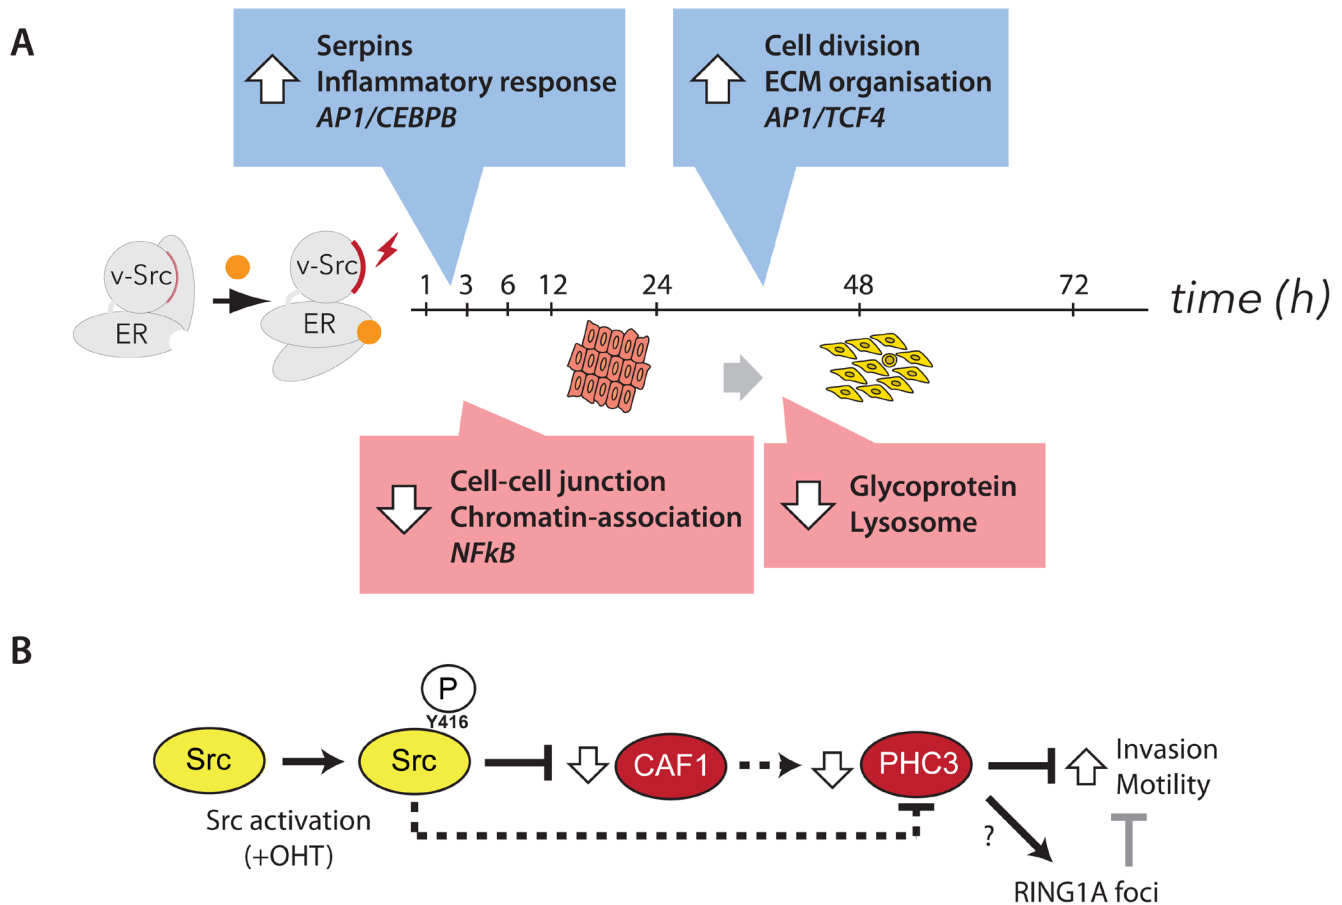 A
Serpins
Inflammatory response
AP1/CEBPB
Cell division
ECM organisation
AP1/TCF4
v-Src
ER
v-Src
ER
1 3 6 12 24 48 72 time (h)
Cell-cell junction
Chromatin-association
NFkB
Glycoprotein
Lysosome
B
P
Y416
Src
Src
CAF1
PHC3
Invasion
Motility
Src activation
(+OHT)
?
RING1A foci